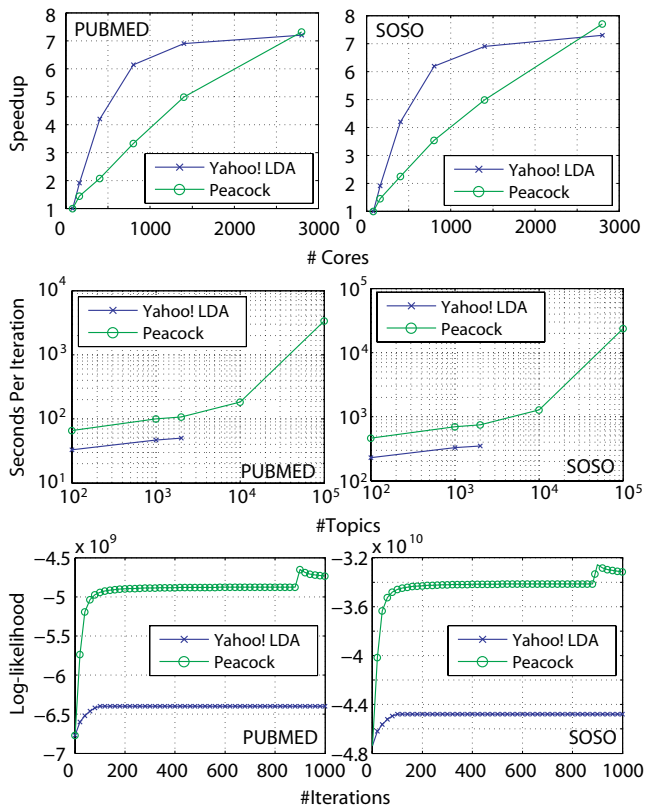 PUBMED
8
7
6
5
4
3
2
1
0
1000
2000
3000
Speedup
Yahoo! LDA
Peacock
SOSO
8
7
6
5
4
3
2
1
0
1000
2000
3000
Yahoo! LDA
Peacock
# Cores
10^4
10^3
10^2
10^1
10^2
10^3
10^4
10^5
Seconds Per Iteration
Yahoo! LDA
Peacock
PUBMED
10^5
10^4
10^3
10^2
10^2
10^3
10^4
10^5
Yahoo! LDA
Peacock
SOSO
#Topics
x 10^9
−4.5
−5
−5.5
−6
−6.5
−7
0
200
400
600
800
1000
Log-likelihood
Yahoo! LDA
Peacock
PUBMED
x 10^10
−3.2
−3.6
−4
−4.4
−4.8
0
200
400
600
800
1000
Yahoo! LDA
Peacock
SOSO
#Iterations